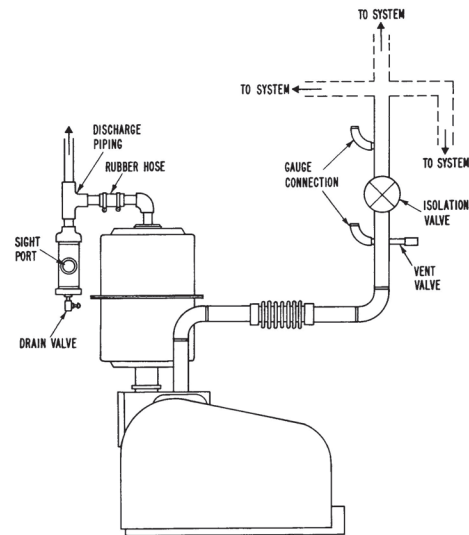 TO SYSTEM
TO SYSTEM
TO SYSTEM
DISCHARGE
PIPING
RUBBER HOSE
GAUGE
CONNECTION
ISOLATION
VALVE
SIGHT
PORT
VENT
VALVE
DRAIN VALVE